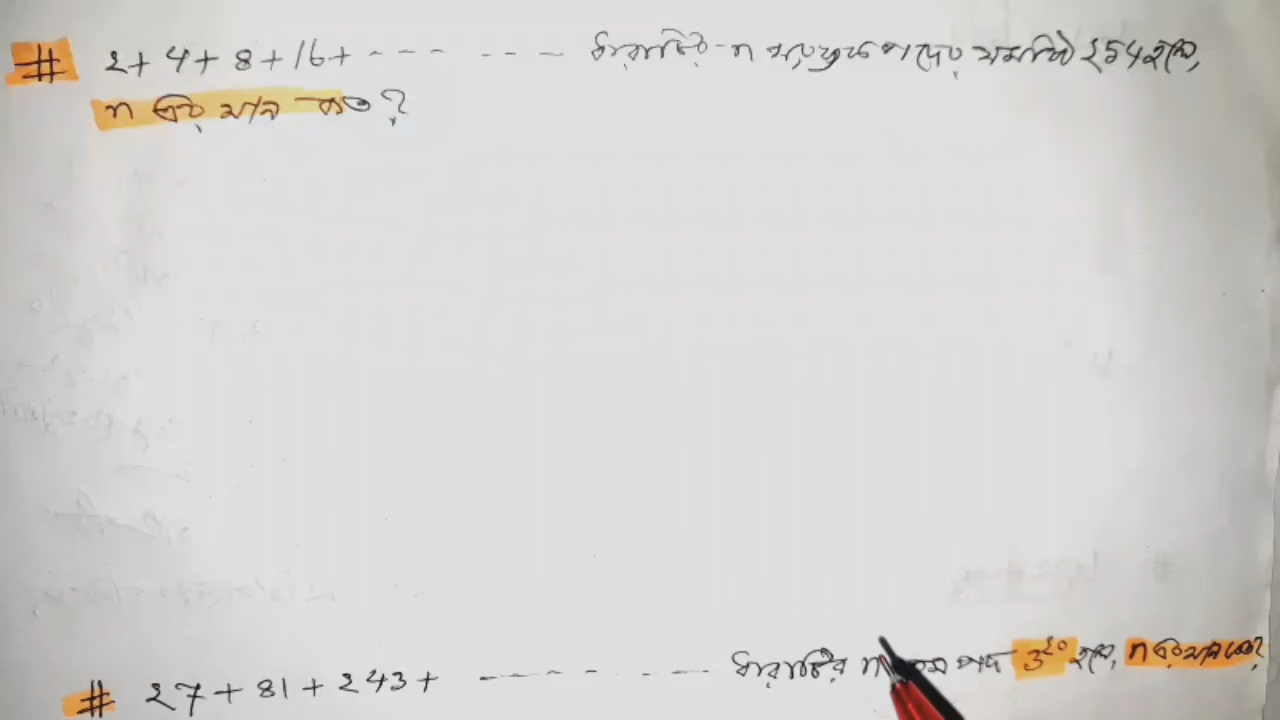 # 2 + 4 + 8 + 16 + - - - - - - - - ধারাটির n সংখ্যক পদের সমষ্টি 254 হলে,
n এর মান কত?
# 27 + 81 + 243 + - - - - - - - - ধারাটির n তম পদ 3²⁰ হলে, n এর মান কত?